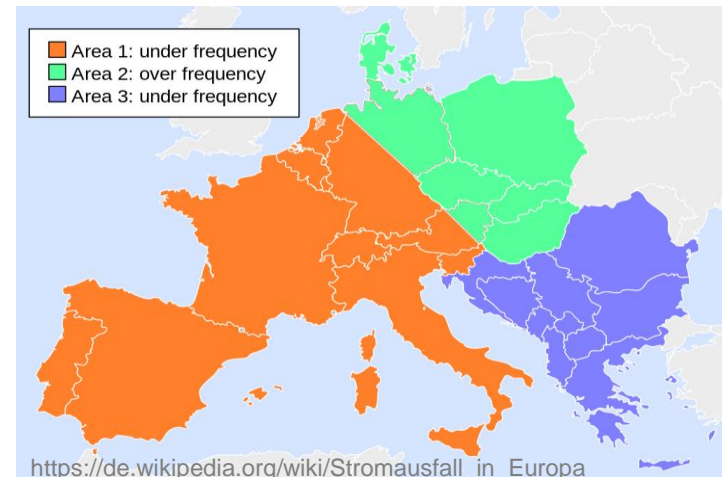 Area 1: under frequency
Area 2: over frequency
Area 3: under frequency
https://de.wikipedia.org/wiki/Stromausfall_in_Europa